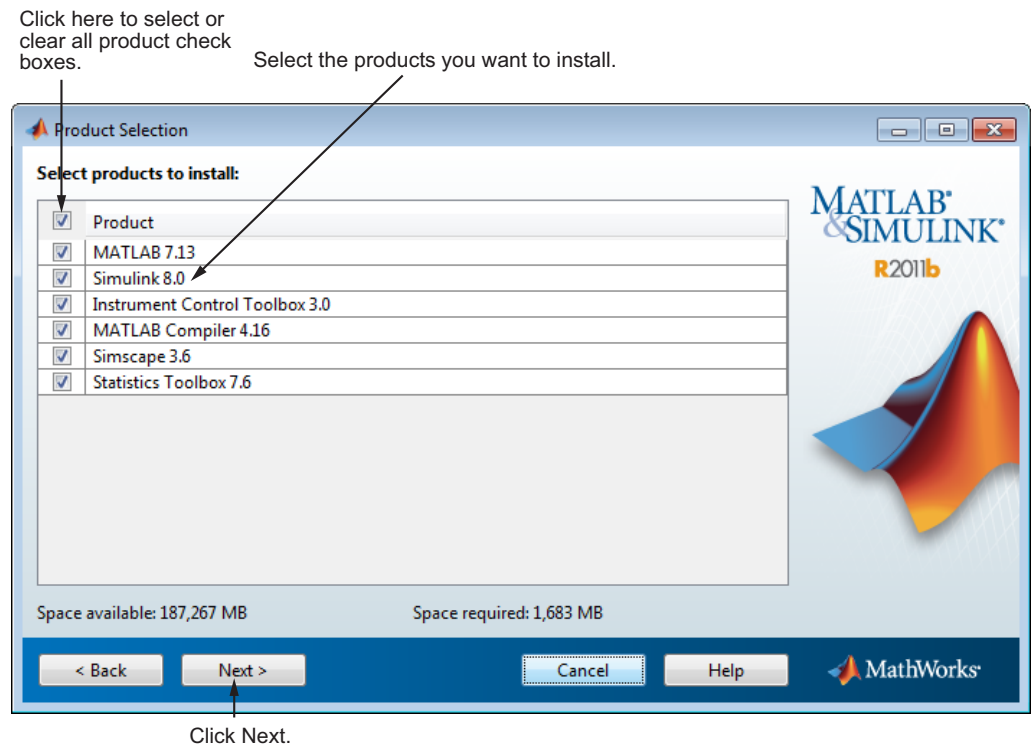 Click here to select or
clear all product check
boxes.
Select the products you want to install.
Product Selection
Select products to install:
Product
MATLAB 7.13
Simulink 8.0
Instrument Control Toolbox 3.0
MATLAB Compiler 4.16
Simscape 3.6
Statistics Toolbox 7.6
MATLAB®
&SIMULINK®
R2011b
Space available: 187,267 MB
Space required: 1,683 MB
< Back
Next >
Cancel
Help
MathWorks®
Click Next.